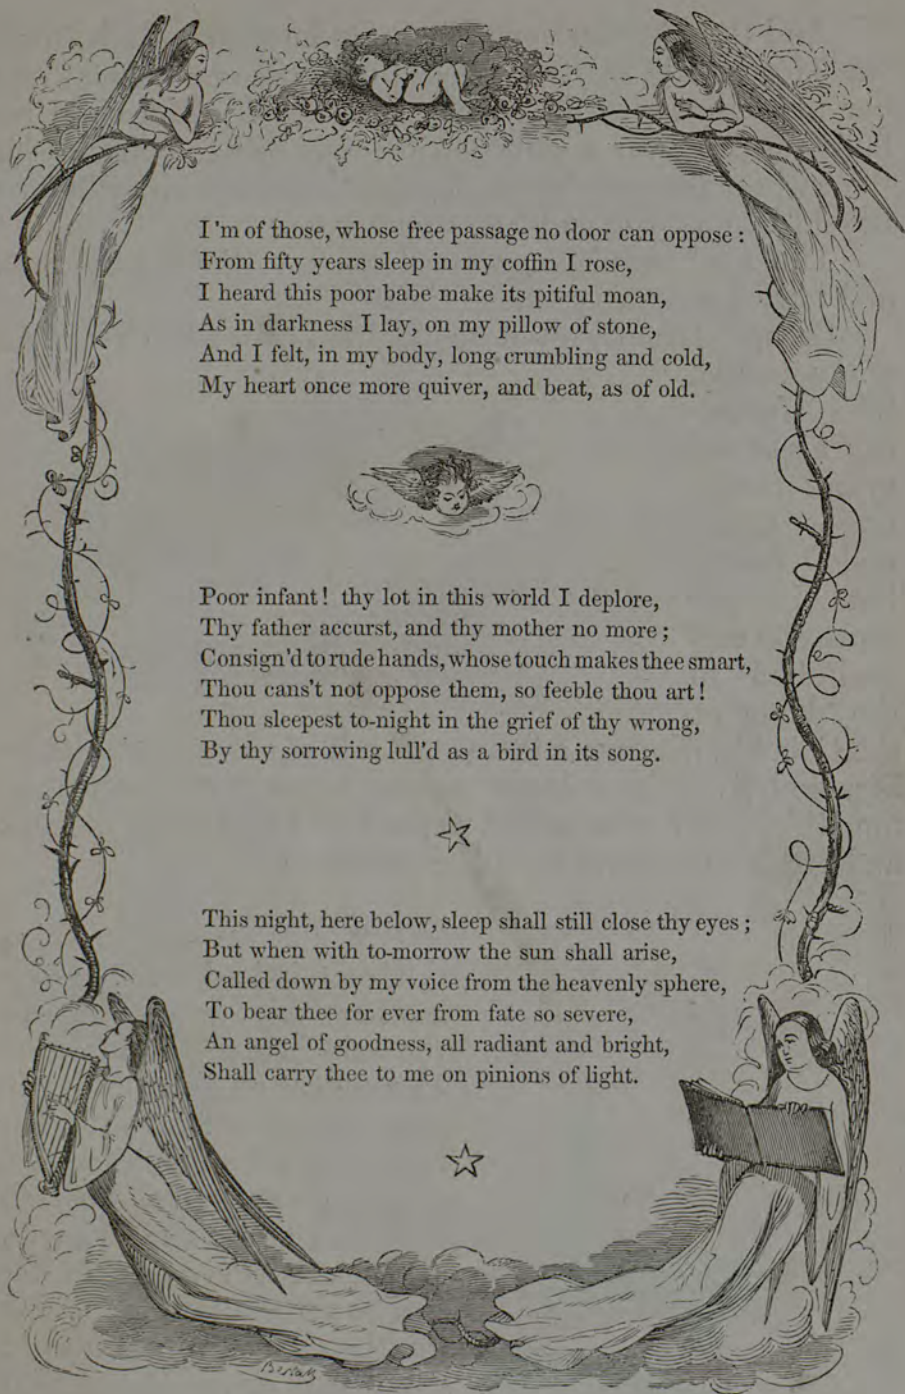 I'm of those, whose free passage no door can oppose:
From fifty years sleep in my coffin I rose,
I heard this poor babe make its pitiful moan,
As in darkness I lay, on my pillow of stone,
And I felt, in my body, long crumbling and cold,
My heart once more quiver, and beat, as of old.
Poor infant! thy lot in this world I deplore,
Thy father accurst, and thy mother no more;
Consign'd to rude hands, whose touch makes thee smart,
Thou cans't not oppose them, so feeble thou art!
Thou sleepest to-night in the grief of thy wrong,
By thy sorrowing lull'd as a bird in its song.
This night, here below, sleep shall still close thy eyes;
But when with to-morrow the sun shall arise,
Called down by my voice from the heavenly sphere,
To bear thee for ever from fate so severe,
An angel of goodness, all radiant and bright,
Shall carry thee to me on pinions of light.